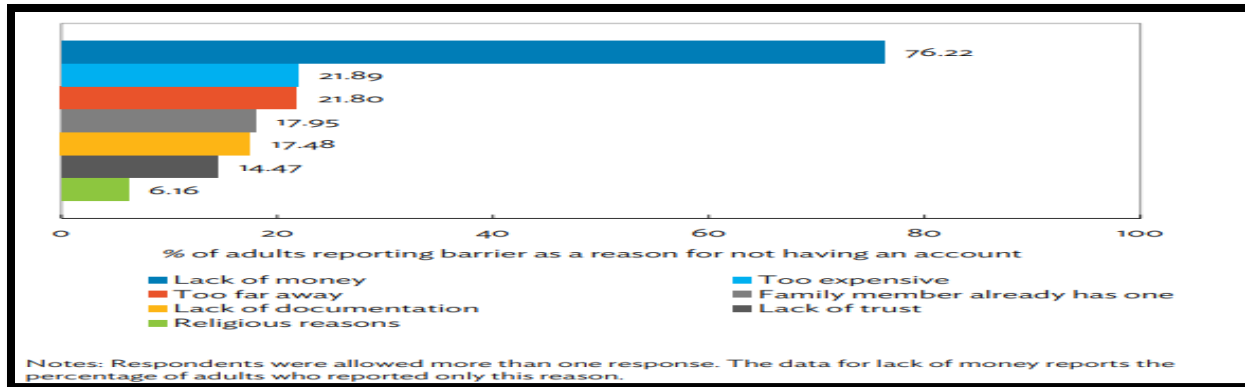 76.22
21.89
21.80
17.95
17.48
14.47
6.16
0 20 40 60 80 100
% of adults reporting barrier as a reason for not having an account
Lack of money Too expensive
Too far away Family member already has one
Lack of documentation Lack of trust
Religious reasons
Notes: Respondents were allowed more than one response. The data for lack of money reports the
percentage of adults who reported only this reason.